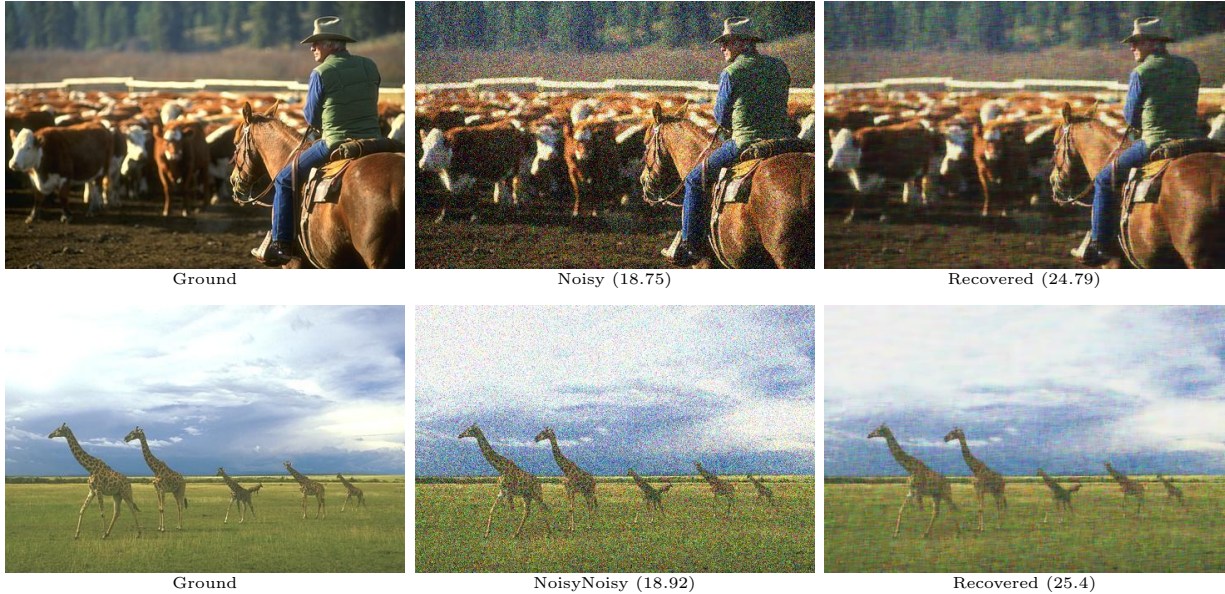 Ground
Noisy (18.75)
Recovered (24.79)
Ground
NoisyNoisy (18.92)
Recovered (25.4)